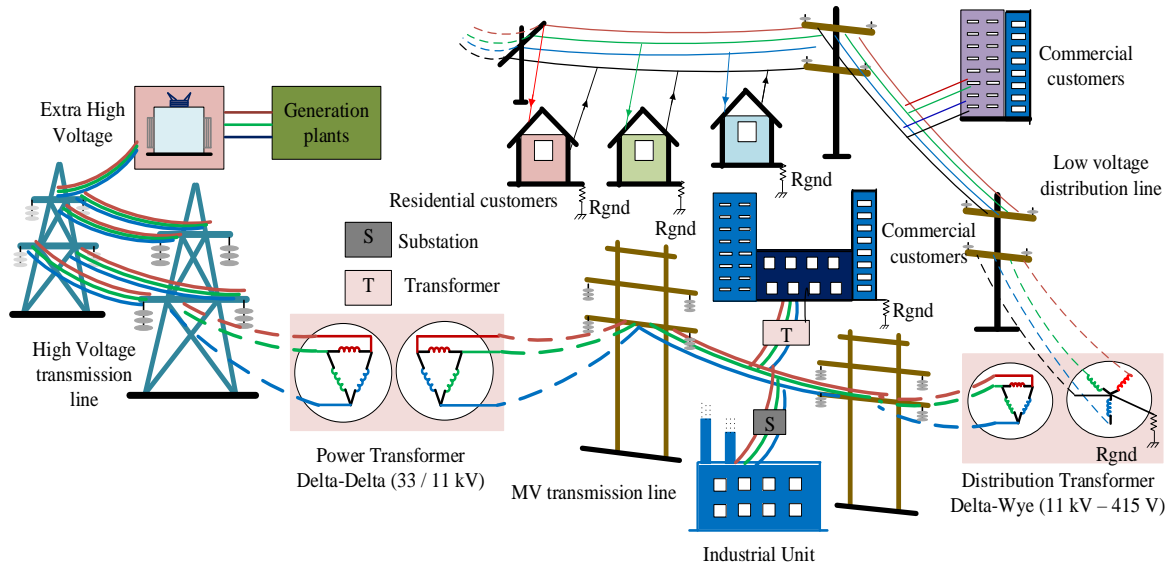 Extra High
Voltage
Generation
plants
Commercial
customers
Low voltage
distribution line
Residential customers
Rgnd
Rgnd
Rgnd
S
Substation
T
Transformer
Commercial
customers
Rgnd
High Voltage
transmission
line
T
S
Power Transformer
Delta-Delta (33 / 11 kV)
MV transmission line
Industrial Unit
Rgnd
Distribution Transformer
Delta-Wye (11 kV – 415 V)